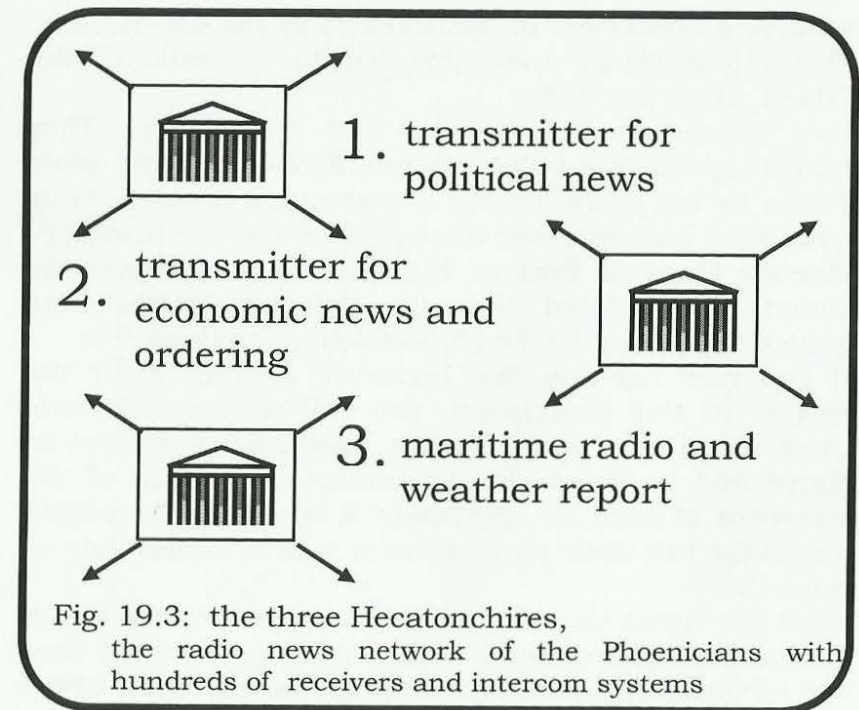 1. transmitter for
political news
2. transmitter for
economic news and
ordering
3. maritime radio and
weather report
Fig. 19.3: the three Hecatonchires,
the radio news network of the Phoenicians with
hundreds of receivers and intercom systems